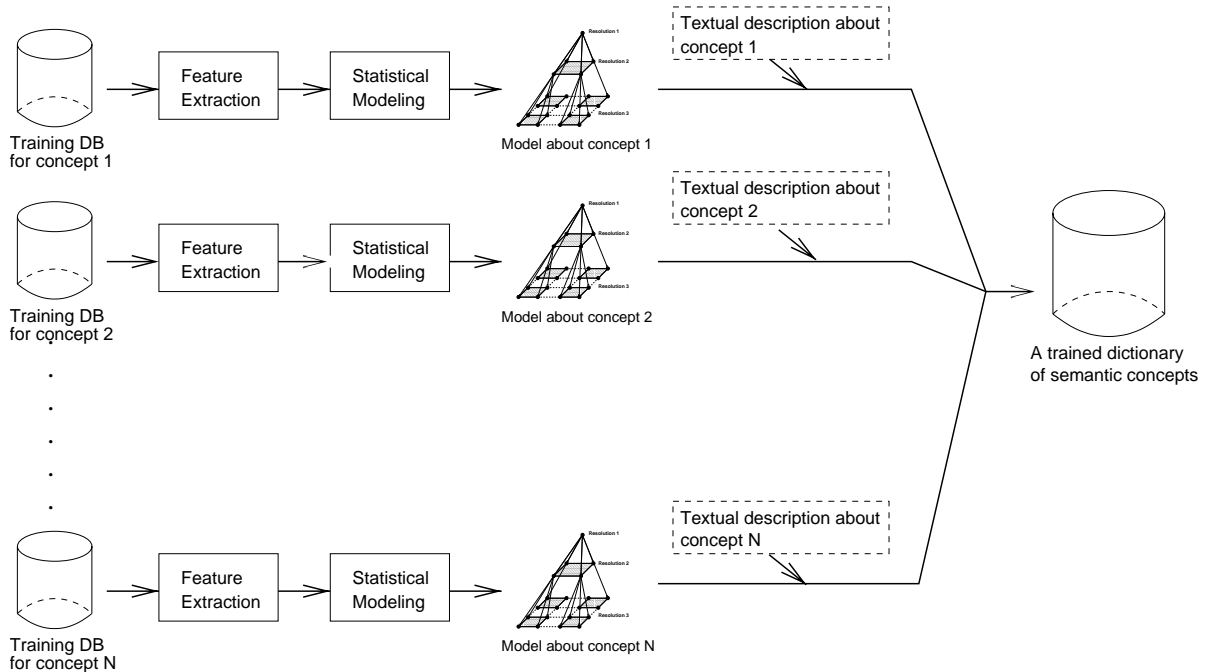 Textual description about
concept 1
Resolution 1
Resolution 2
Resolution 3
Feature
Extraction
Statistical
Modeling
Training DB
for concept 1
Model about concept 1
Textual description about
concept 2
Resolution 1
Resolution 2
Resolution 3
Feature
Extraction
Statistical
Modeling
Training DB
for concept 2
Model about concept 2
A trained dictionary
of semantic concepts
Textual description about
concept N
Resolution 1
Resolution 2
Resolution 3
Feature
Extraction
Statistical
Modeling
Training DB
for concept N
Model about concept N